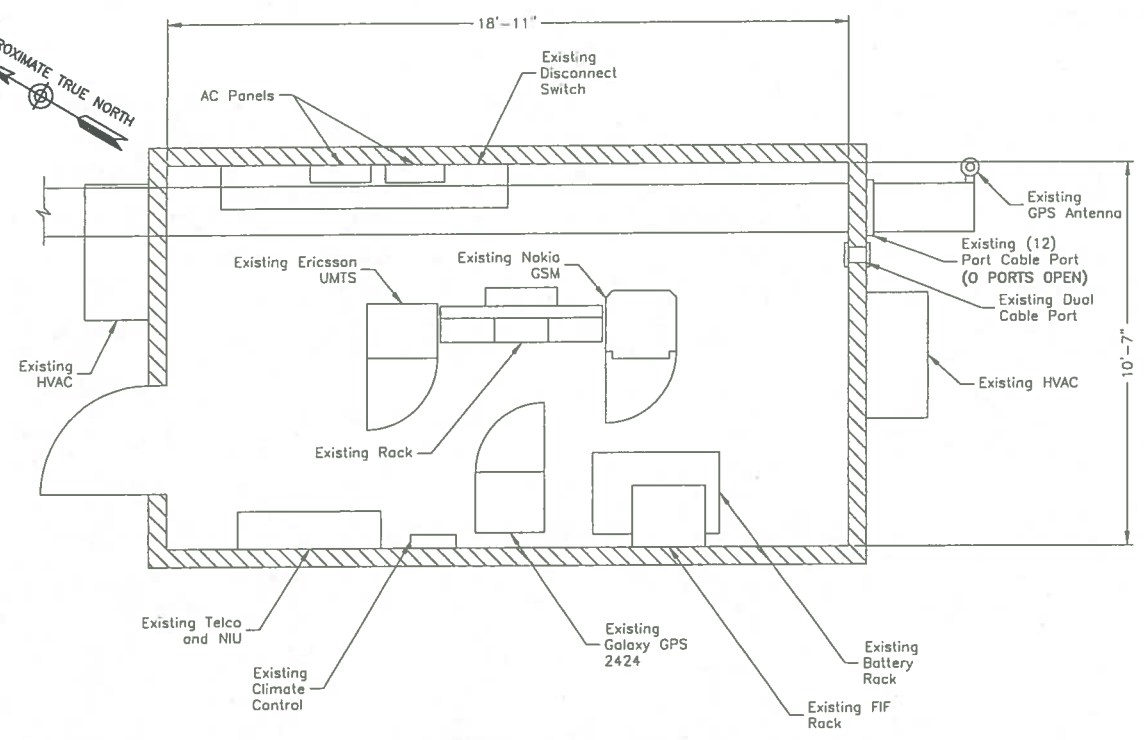 18'-11"
TRUE NORTH
AC Panels
Existing
Disconnect
Switch
Existing
GPS Antenna
Existing (12)
Port Cable Port
(0 PORTS OPEN)
Existing Dual
Cable Port
10'-7"
Existing Ericsson
UMTS
Existing Nokia
GSM
Existing
HVAC
Existing HVAC
Existing Rack
Existing Telco
and NIU
Existing
Climate
Control
Existing
Galaxy GPS
2424
Existing
Battery
Rack
Existing FIF
Rack